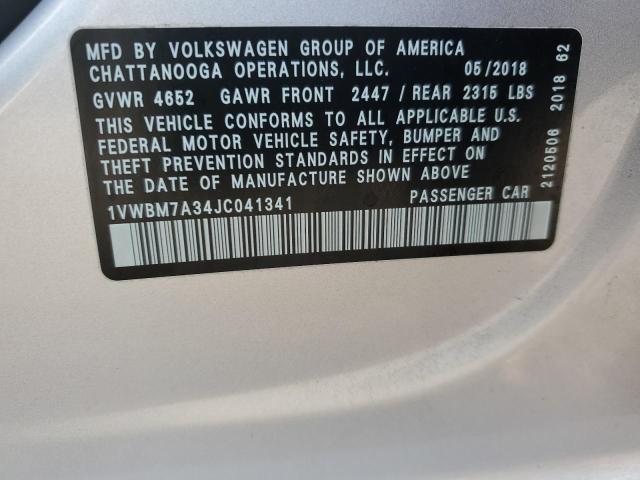 MFD BY VOLKSWAGEN GROUP OF AMERICA
CHATTANOOGA OPERATIONS, LLC. 05/2018
GVWR 4652 GAWR FRONT 2447 / REAR 2315 LBS
THIS VEHICLE CONFORMS TO ALL APPLICABLE U.S.
FEDERAL MOTOR VEHICLE SAFETY, BUMPER AND
THEFT PREVENTION STANDARDS IN EFFECT ON
THE DATE OF MANUFACTURE SHOWN ABOVE
1VWBM7A34JC041341 PASSENGER CAR
2120506 2018 62